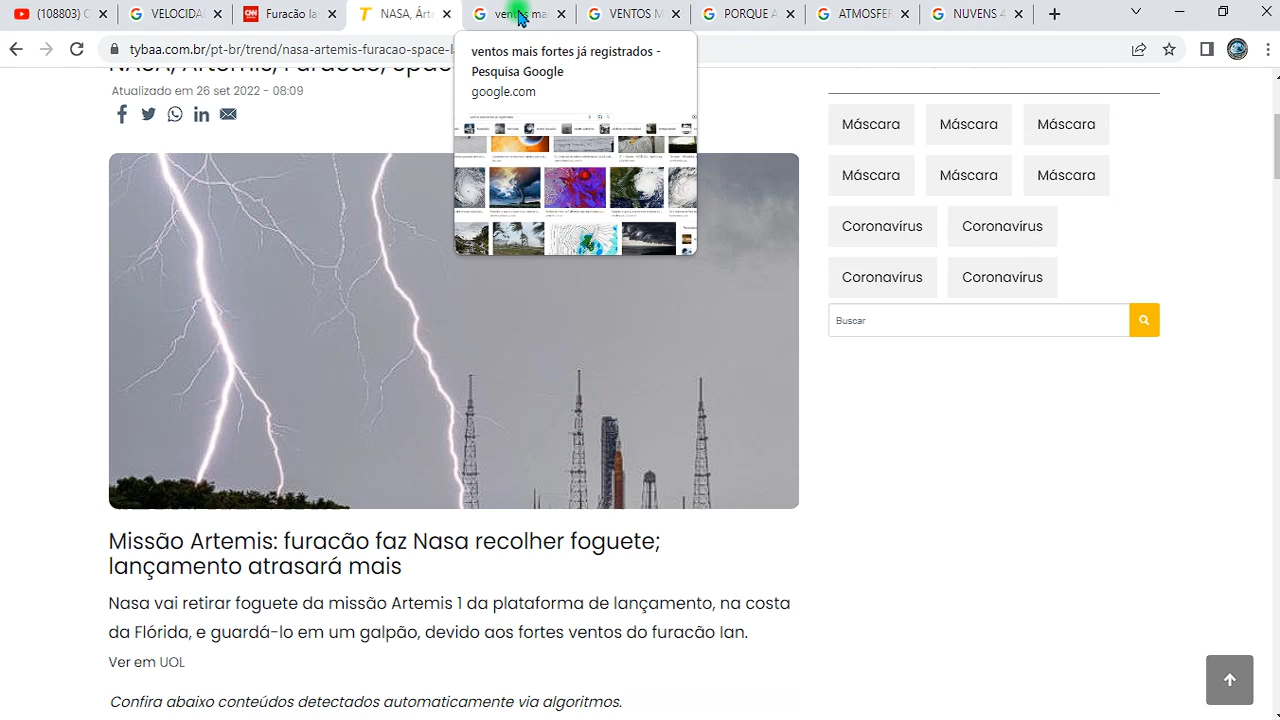 (108803) C
VELOCIDA
Furacão Ia
NASA, Árt
ventos ma
VENTOS M
PORQUE A
ATMOSFE
NUVENS 4
tybaa.com.br/pt-br/trend/nasa-artemis-furacao-space-l
ventos mais fortes já registrados -
Pesquisa Google
google.com
Atualizado em 26 set 2022 - 08:09
Máscara Máscara Máscara
Máscara Máscara Máscara
Coronavírus Coronavírus
Coronavírus Coronavírus
Buscar
Missão Artemis: furacão faz Nasa recolher foguete;
lançamento atrasará mais
Nasa vai retirar foguete da missão Artemis 1 da plataforma de lançamento, na costa
da Flórida, e guardá-lo em um galpão, devido aos fortes ventos do furacão Ian.
Ver em UOL
Confira abaixo conteúdos detectados automaticamente via algoritmos.